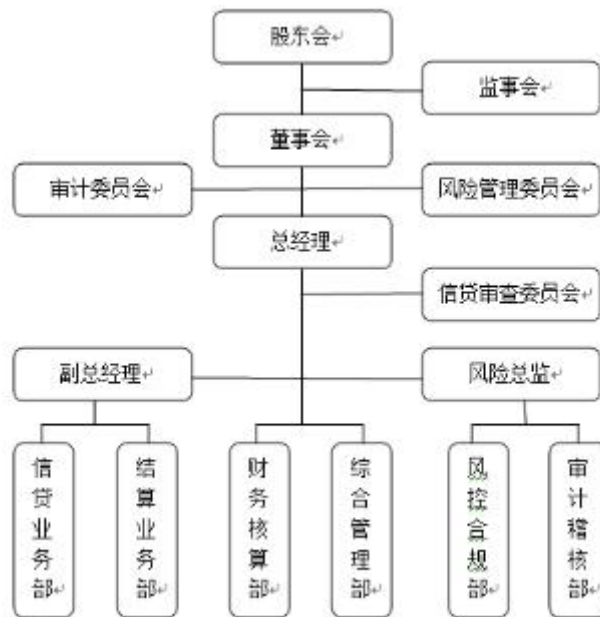 股东会
监事会
董事会
审计委员会
风险管理委员会
总经理
信贷审查委员会
副总经理
风险总监
信贷业务部
结算业务部
财务核算部
综合管理部
风控合规部
审计稽核部